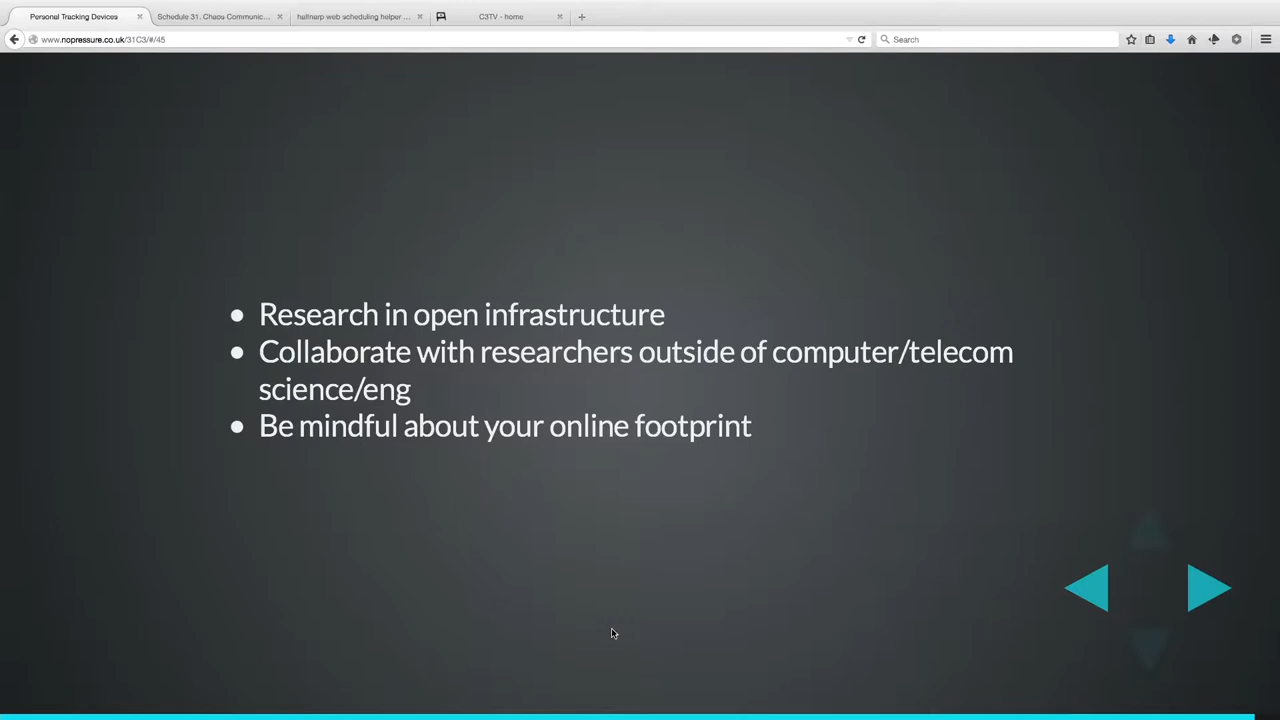 Personal Tracking Devices
Schedule 31. Chaos Communic...
halfnarp web scheduling helper ...
C3TV - home
www.nopressure.co.uk/31C3/#/45
Search
• Research in open infrastructure
• Collaborate with researchers outside of computer/telecom
science/eng
• Be mindful about your online footprint